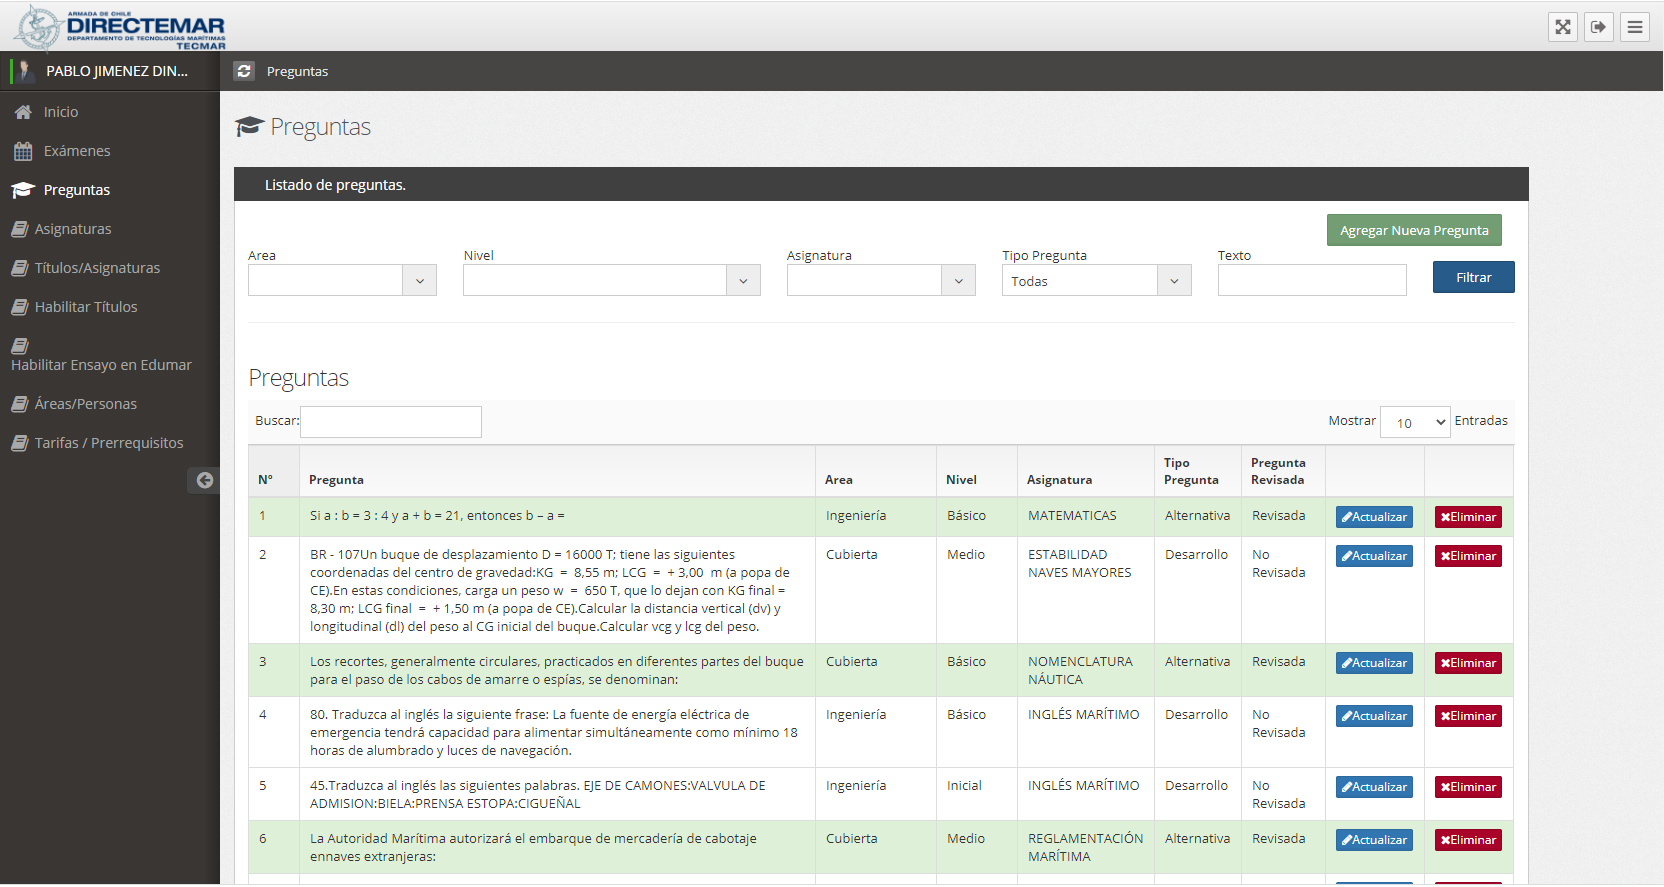 ARMADA DE CHILE
DIRECTEMAR
DEPARTAMENTO DE TECNOLOGÍAS MARÍTIMAS
TECMAR
PABLO JIMENEZ DIN...
Preguntas
Inicio
Exámenes
Preguntas
Asignaturas
Títulos/Asignaturas
Habilitar Títulos
Habilitar Ensayo en Edumar
Áreas/Personas
Tarifas / Prerrequisitos
Preguntas
Listado de preguntas.
Agregar Nueva Pregunta
Area Nivel Asignatura Tipo Pregunta Texto
Todas Filtrar
Preguntas
Buscar: Mostrar 10 Entradas
N° Pregunta Area Nivel Asignatura Tipo Pregunta Pregunta Revisada
1 Si a : b = 3 : 4 y a + b = 21, entonces b – a = Ingeniería Básico MATEMATICAS Alternativa Revisada Actualizar Eliminar
2 BR - 107Un buque de desplazamiento D = 16000 T; tiene las siguientes Cubierta Medio ESTABILIDAD Desarrollo No Actualizar Eliminar
coordenadas del centro de gravedad:KG = 8,55 m; LCG = + 3,00 m (a popa de NAVES MAYORES Revisada
CE).En estas condiciones, carga un peso w = 650 T, que lo dejan con KG final =
8,30 m; LCG final = + 1,50 m (a popa de CE).Calcular la distancia vertical (dv) y
longitudinal (dl) del peso al CG inicial del buque.Calcular vcg y lcg del peso.
3 Los recortes, generalmente circulares, practicados en diferentes partes del buque Cubierta Básico NOMENCLATURA Alternativa Revisada Actualizar Eliminar
para el paso de los cabos de amarre o espías, se denominan: NÁUTICA
4 80. Traduzca al inglés la siguiente frase: La fuente de energía eléctrica de Ingeniería Básico INGLÉS MARÍTIMO Desarrollo No Actualizar Eliminar
emergencia tendrá capacidad para alimentar simultáneamente como mínimo 18 Revisada
horas de alumbrado y luces de navegación.
5 45.Traduzca al inglés las siguientes palabras. EJE DE CAMONES:VALVULA DE Ingeniería Inicial INGLÉS MARÍTIMO Desarrollo No Actualizar Eliminar
ADMISION:BIELA:PRENSA ESTOPA:CIGUEÑAL Revisada
6 La Autoridad Marítima autorizará el embarque de mercadería de cabotaje Cubierta Medio REGLAMENTACIÓN Alternativa Revisada Actualizar Eliminar
ennaves extranjeras: MARÍTIMA